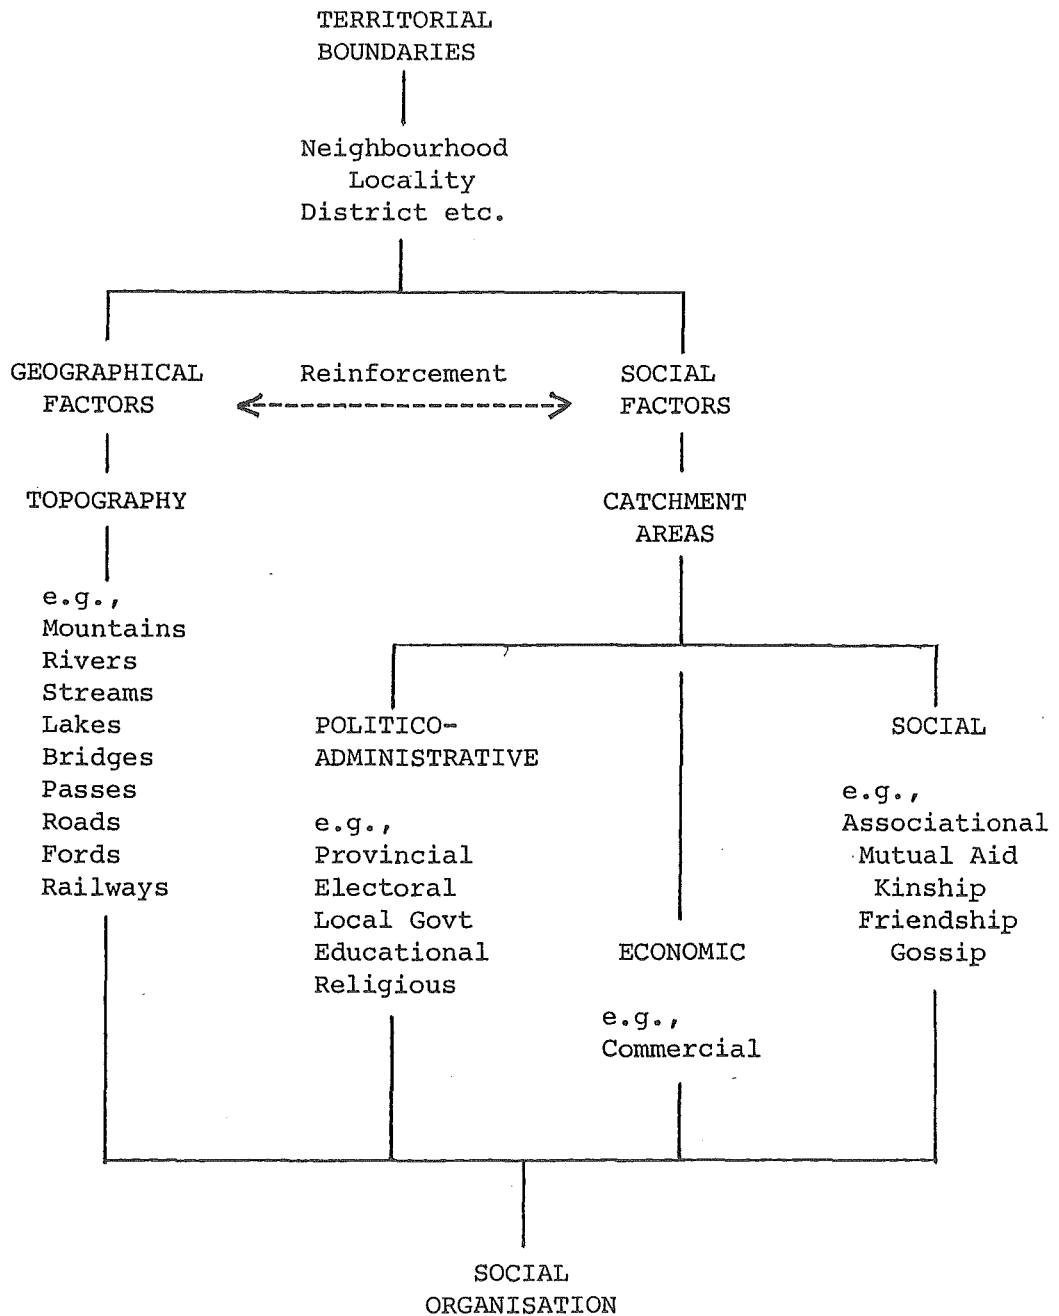 TERRITORIAL
BOUNDARIES
Neighbourhood
Locality
District etc.
GEOGRAPHICAL
FACTORS
Reinforcement
SOCIAL
FACTORS
TOPOGRAPHY
e.g.,
Mountains
Rivers
Streams
Lakes
Bridges
Passes
Roads
Fords
Railways
CATCHMENT
AREAS
POLITICO-
ADMINISTRATIVE
e.g.,
Provincial
Electoral
Local Govt
Educational
Religious
ECONOMIC
e.g.,
Commercial
SOCIAL
e.g.,
Associational
Mutual Aid
Kinship
Friendship
Gossip
SOCIAL
ORGANISATION